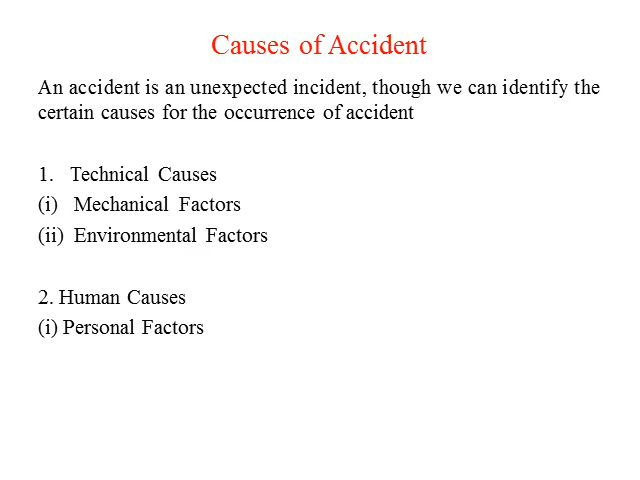 Causes of Accident
An accident is an unexpected incident, though we can identify the
certain causes for the occurrence of accident
1. Technical Causes
(i) Mechanical Factors
(ii) Environmental Factors
2. Human Causes
(i) Personal Factors